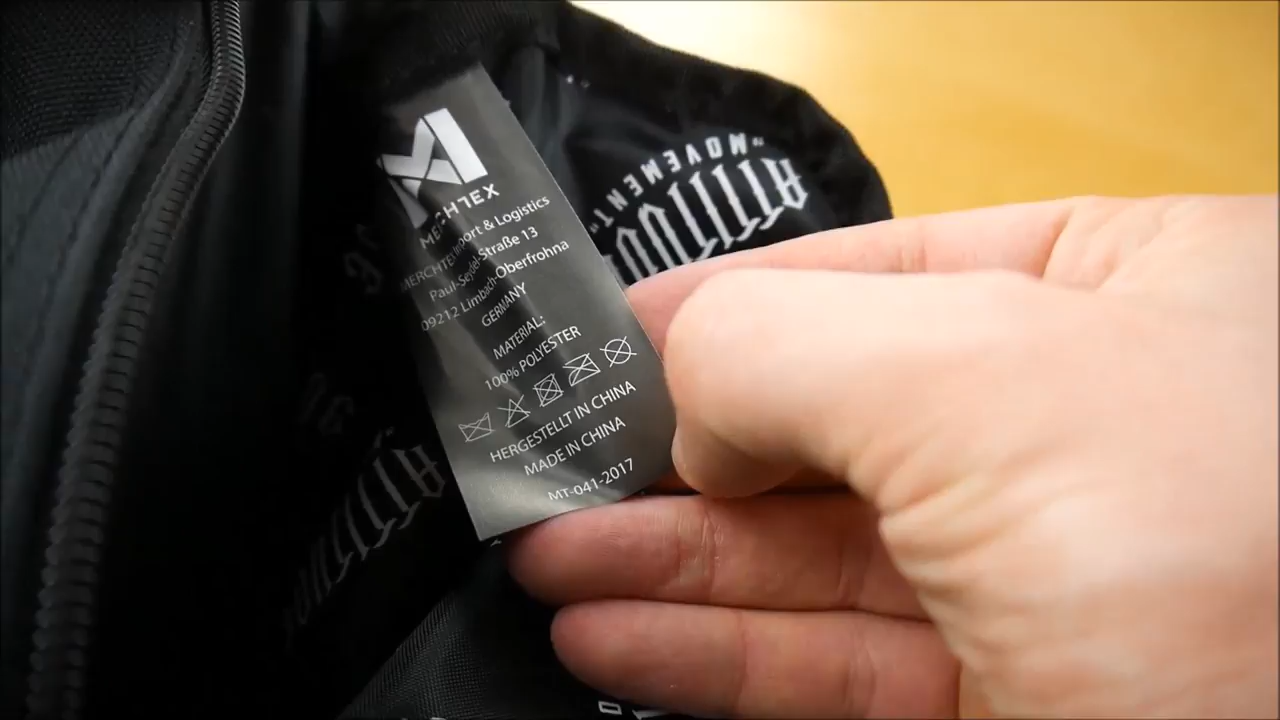 MERCHTEX
MERCHTEX Import & Logistics
Paul-Seydel-Straße 13
09212 Limbach-Oberfrohna
GERMANY
MATERIAL:
100% POLYESTER
HERGESTELLT IN CHINA
MADE IN CHINA
MT-041-2017
"MOVEMENT"